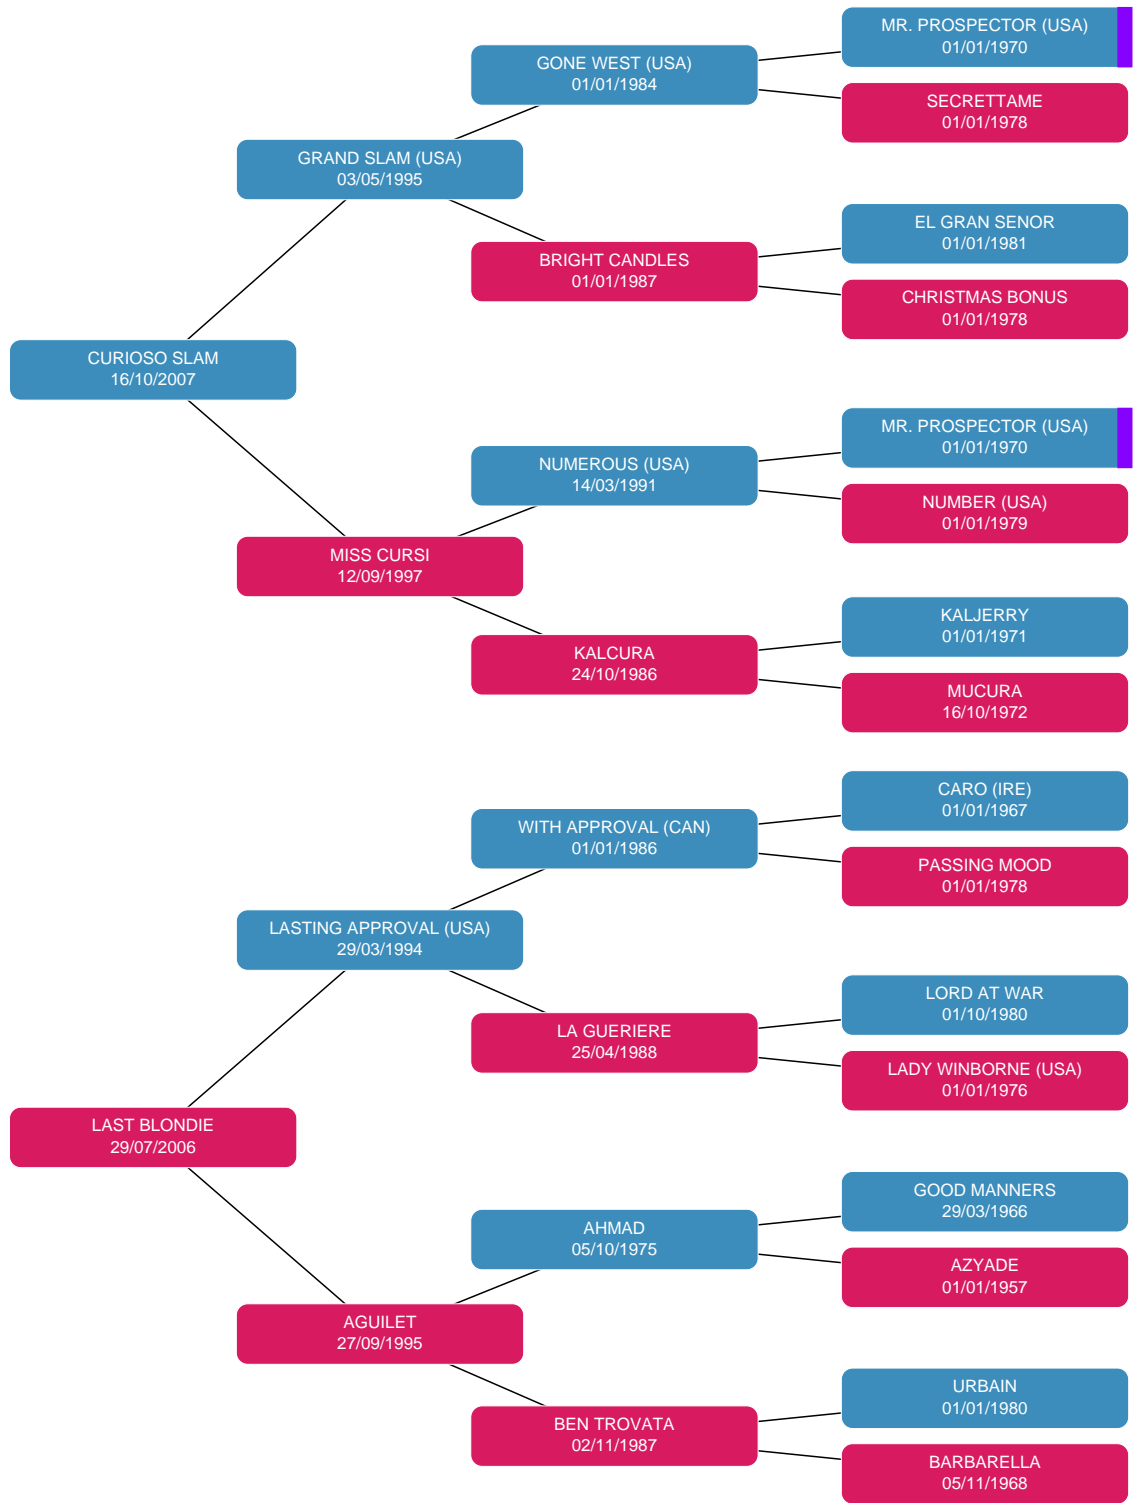 MR. PROSPECTOR (USA)
01/01/1970
GONE WEST (USA)
01/01/1984
SECRETTAME
01/01/1978
GRAND SLAM (USA)
03/05/1995
EL GRAN SENOR
01/01/1981
BRIGHT CANDLES
01/01/1987
CHRISTMAS BONUS
01/01/1978
CURIOSO SLAM
16/10/2007
MR. PROSPECTOR (USA)
01/01/1970
NUMEROUS (USA)
14/03/1991
NUMBER (USA)
01/01/1979
MISS CURSI
12/09/1997
KALJERRY
01/01/1971
KALCURA
24/10/1986
MUCURA
16/10/1972
CARO (IRE)
01/01/1967
WITH APPROVAL (CAN)
01/01/1986
PASSING MOOD
01/01/1978
LASTING APPROVAL (USA)
29/03/1994
LORD AT WAR
01/10/1980
LA GUERIERE
25/04/1988
LADY WINBORNE (USA)
01/01/1976
LAST BLONDIE
29/07/2006
GOOD MANNERS
29/03/1966
AHMAD
05/10/1975
AZYADE
01/01/1957
AGUILET
27/09/1995
URBAIN
01/01/1980
BEN TROVATA
02/11/1987
BARBARELLA
05/11/1968